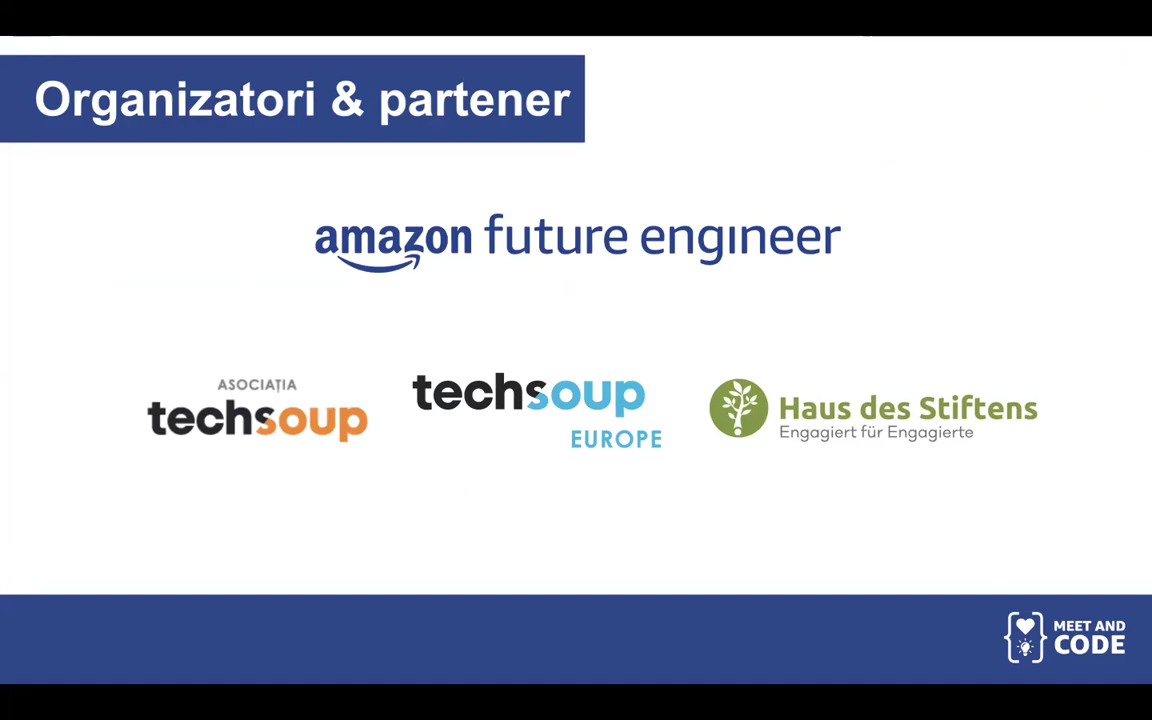 Organizatori & partener
amazon future engineer
ASOCIAȚIA
techsoup
techsoup
EUROPE
Haus des Stiftens
Engagiert für Engagierte
MEET AND
CODE